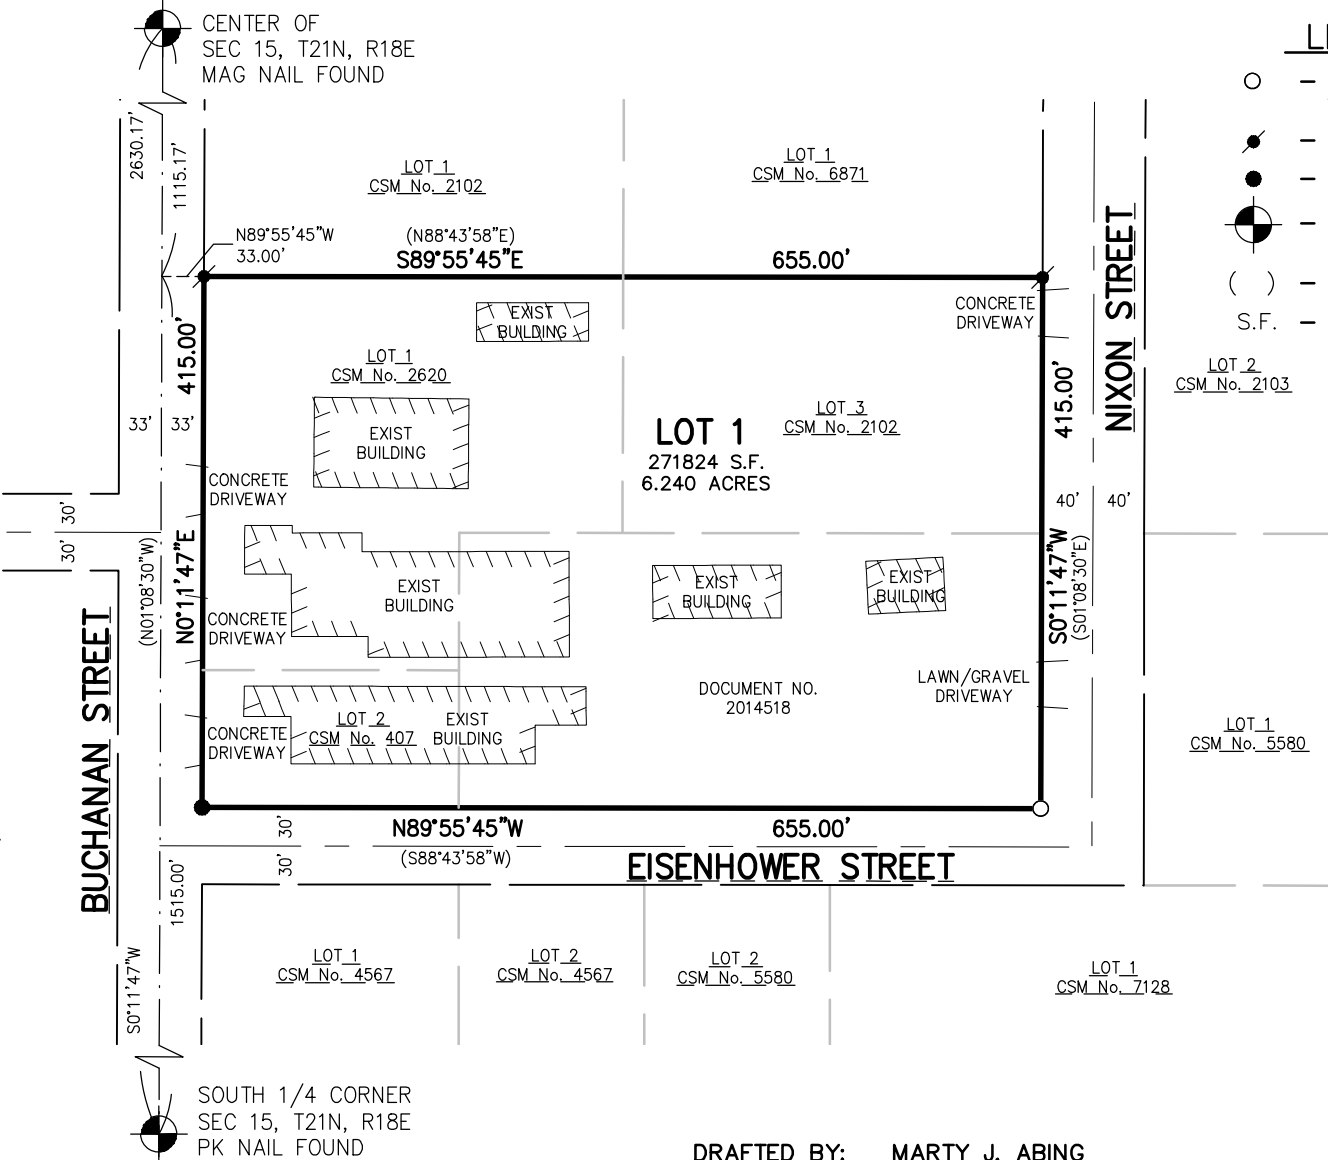 CENTER OF
SEC 15, T21N, R18E
MAG NAIL FOUND
2630.17'
1115.17'
LOT 1
CSM No. 2102
LOT 1
CSM No. 6871
N89°55'45"W
33.00'
(N88°43'58"E)
S89°55'45"E
655.00'
S.F.
NIXON STREET
415.00'
EXIST
BUILDING
CONCRETE
DRIVEWAY
LOT 1
CSM No. 2620
415.00'
LOT 2
CSM No. 2103
33'
33'
EXIST
BUILDING
LOT 1
271824 S.F.
6.240 ACRES
LOT 3
CSM No. 2102
CONCRETE
DRIVEWAY
40'
40'
30'
30'
(N01°08'30"W)
N0°11'47"E
S0°11'47"W
(S01°08'30"E)
EXIST
BUILDING
EXIST
BUILDING
EXIST
BUILDING
CONCRETE
DRIVEWAY
BUCHANAN STREET
DOCUMENT NO.
2014518
LAWN/GRAVEL
DRIVEWAY
CONCRETE
DRIVEWAY
LOT 2
CSM No. 407
EXIST
BUILDING
LOT 1
CSM No. 5580
30'
30'
N89°55'45"W
655.00'
(S88°43'58"W)
EISENHOWER STREET
1515.00'
S0°11'47"W
LOT 1
CSM No. 4567
LOT 2
CSM No. 4567
LOT 2
CSM No. 5580
LOT 1
CSM No. 7128
SOUTH 1/4 CORNER
SEC 15, T21N, R18E
PK NAIL FOUND
DRAFTED BY: MARTY J. ABING